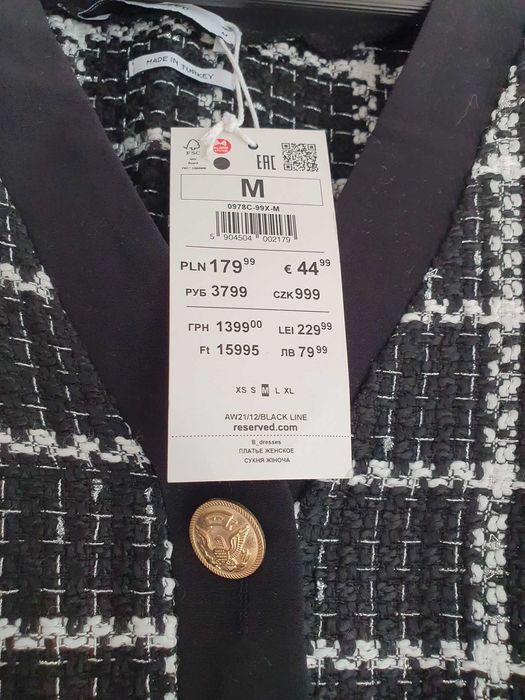 MADE IN TURKEY
FSC
EAC
M
0978C-99X-M
5 904504 002179
PLN 179 99
€ 44 99
РУБ 3799
CZK 999
ГРН 1399 00
LEI 229 99
Ft 15995
ЛВ 79 99
XS S M L XL
AW21/12/BLACK LINE
reserved.com
B_dresses
ПЛАТЬЕ ЖЕНСКОЕ
СУКНЯ ЖІНОЧА